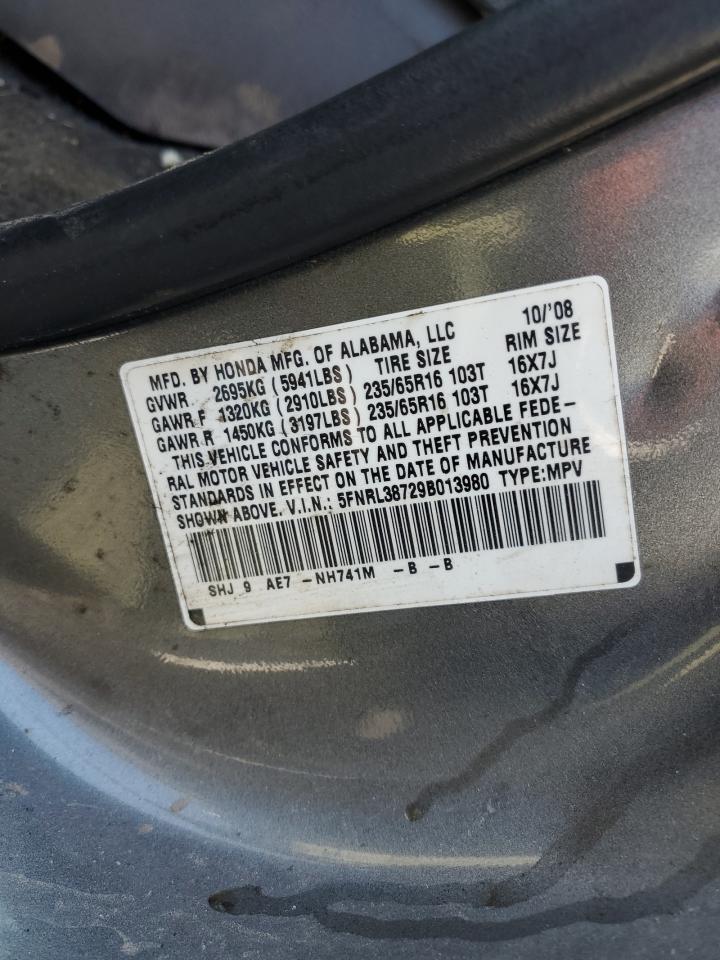 MFD. BY HONDA MFG. OF ALABAMA, LLC 10/'08
GVWR 2695KG (5941LBS) TIRE SIZE RIM SIZE
GAWR F 1320KG (2910LBS) 235/65R16 103T 16X7J
GAWR R 1450KG (3197LBS) 235/65R16 103T 16X7J
THIS VEHICLE CONFORMS TO ALL APPLICABLE FEDE-
RAL MOTOR VEHICLE SAFETY AND THEFT PREVENTION
STANDARDS IN EFFECT ON THE DATE OF MANUFACTURE
SHOWN ABOVE. V.I.N.: 5FNRL38729B013980 TYPE:MPV
SHJ 9 AE7 -NH741M -B -B